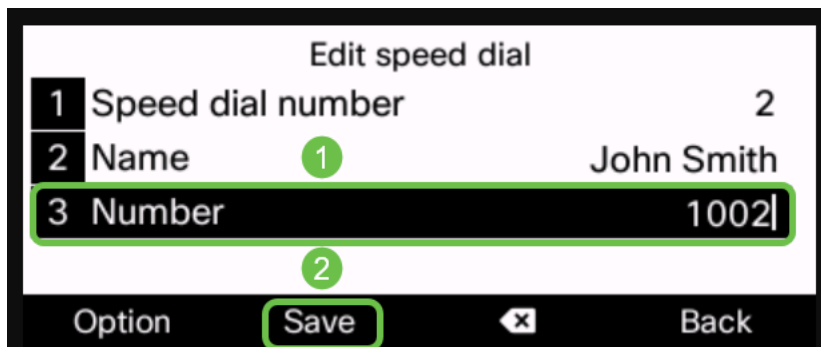 Edit speed dial
1 Speed dial number 2
2 Name 1 John Smith
3 Number 1002
2
Option Save Back